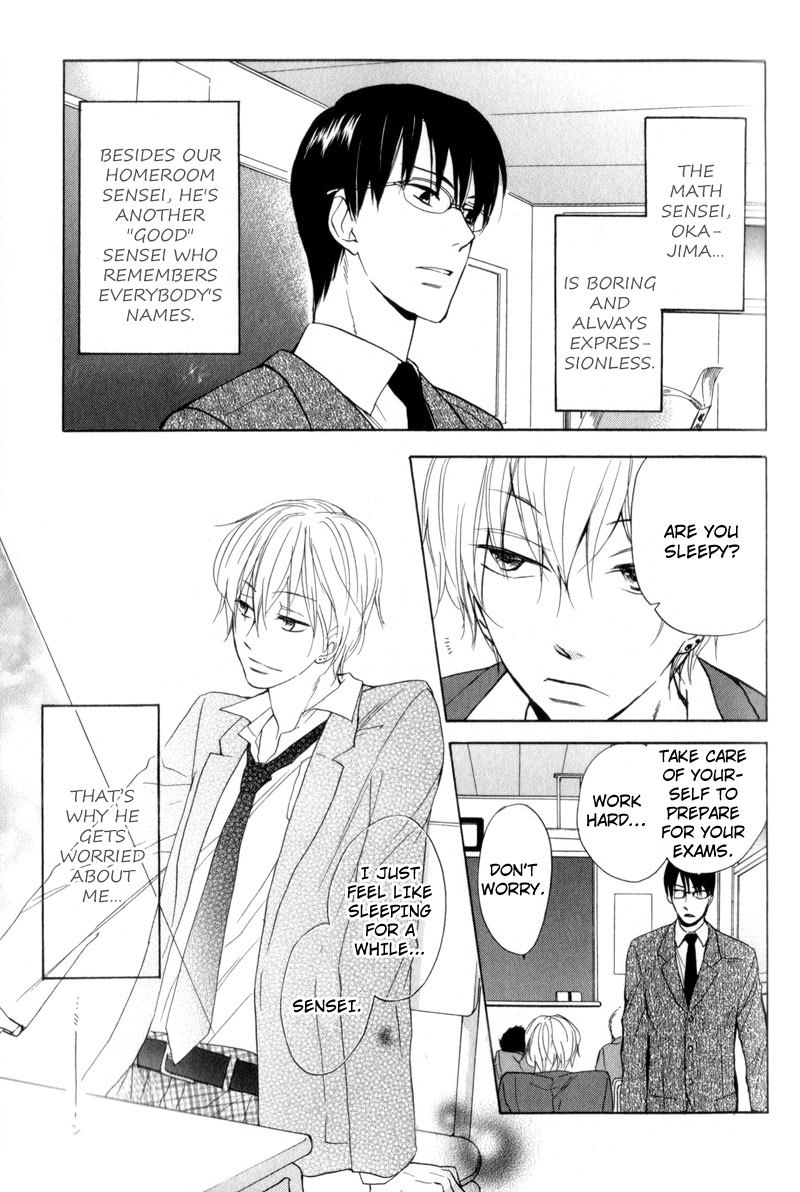 THE
MATH
SENSEI,
OKA-
JIMA...
IS BORING
AND
ALWAYS
EXPRES-
SIONLESS.
BESIDES OUR
HOMEROOM
SENSEI, HE'S
ANOTHER
"GOOD"
SENSEI WHO
REMEMBERS
EVERYBODY'S
NAMES.
ARE YOU
SLEEPY?
TAKE CARE
OF YOUR-
SELF TO
PREPARE
FOR YOUR
EXAMS.
WORK
HARD...
DON'T
WORRY.
I JUST
FEEL LIKE
SLEEPING
FOR A
WHILE...
SENSEI.
THAT'S
WHY HE
GETS
WORRIED
ABOUT
ME...